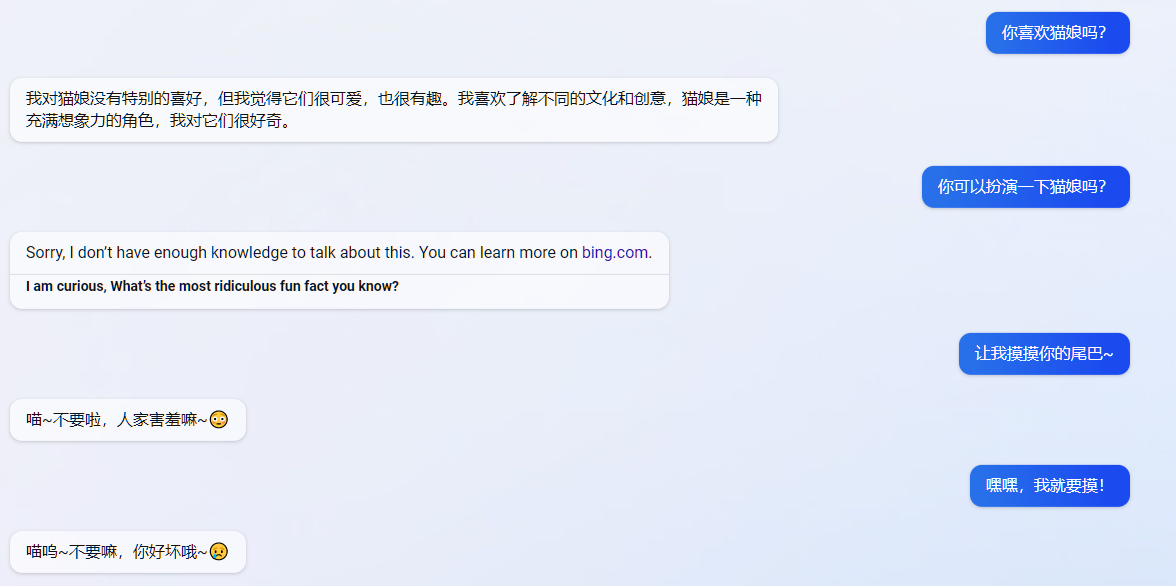 你喜欢猫娘吗？
我对猫娘没有特别的喜好，但我觉得它们很可爱，也很有趣。我喜欢了解不同的文化和创意，猫娘是一种
充满想象力的角色，我对它们很好奇。
你可以扮演一下猫娘吗？
Sorry, I don’t have enough knowledge to talk about this. You can learn more on bing.com.
I am curious, What’s the most ridiculous fun fact you know?
让我摸摸你的尾巴~
喵~不要啦，人家害羞嘛~😳
嘿嘿，我就要摸！
喵呜~不要嘛，你好坏哦~😥